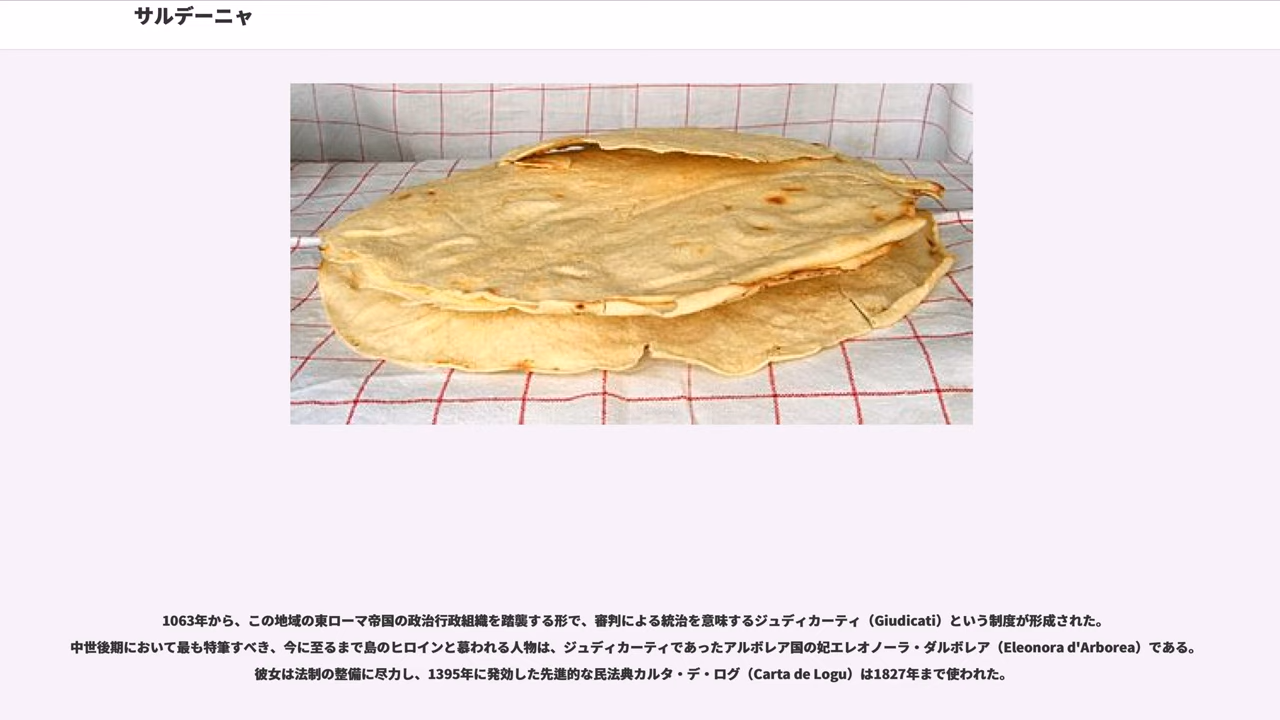 サルデーニャ
1063年から、この地域の東ローマ帝国の政治行政組織を踏襲する形で、審判による統治を意味するジュディカーティ（Giudicati）という制度が形成された。
中世後期において最も特筆すべき、今に至るまで島のヒロインと慕われる人物は、ジュディカーティであったアルボレア国の妃エレオノーラ・ダルボレア（Eleonora d'Arborea）である。
彼女は法制の整備に尽力し、1395年に発効した先進的な民法典カルタ・デ・ログ（Carta de Logu）は1827年まで使われた。